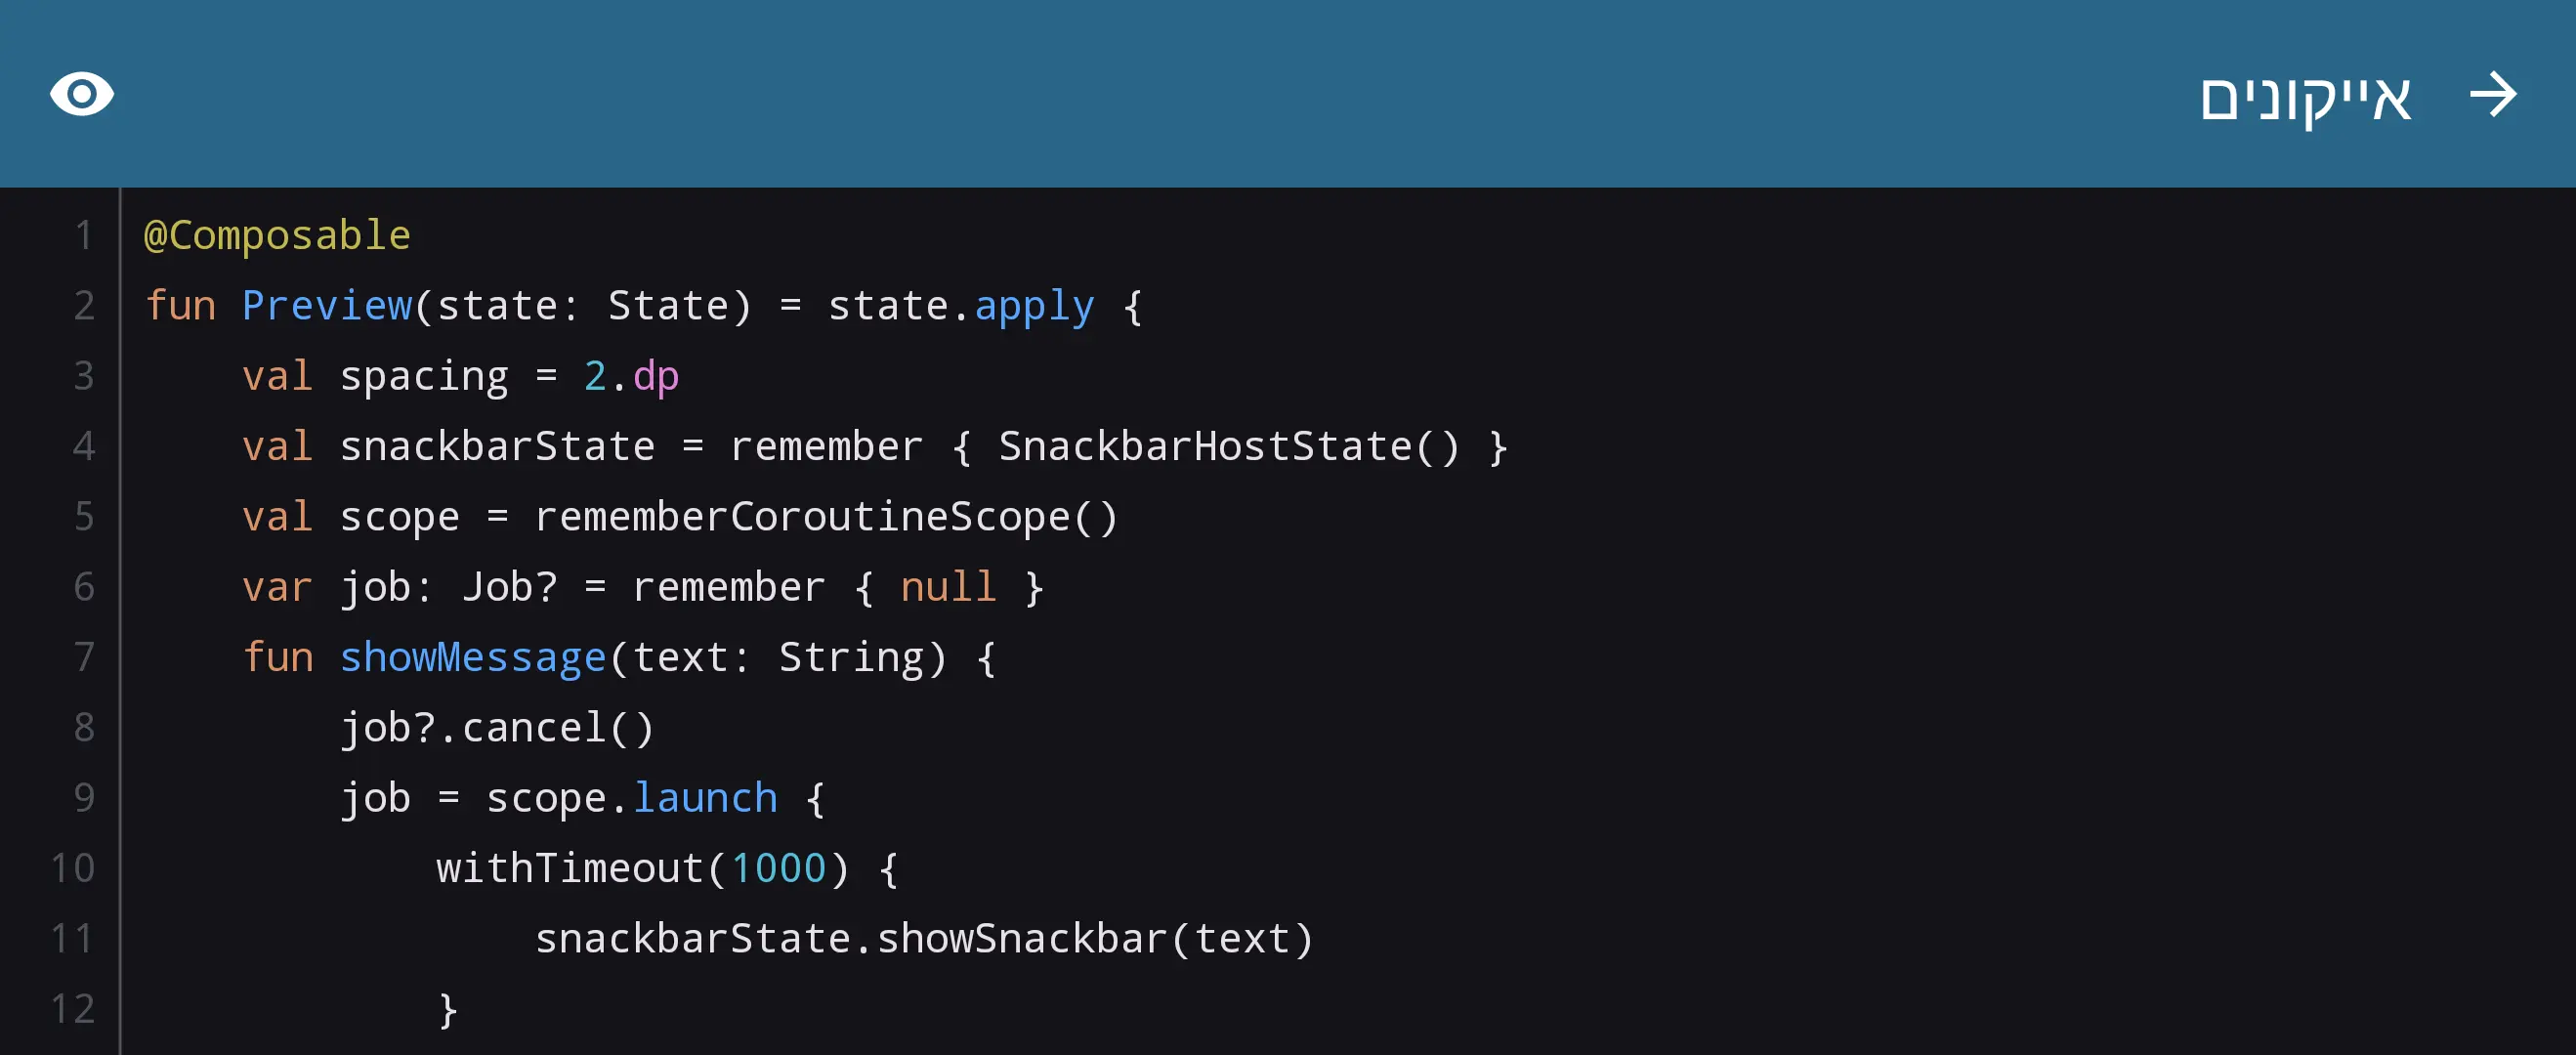 אייקונים
1 @Composable
2 fun Preview(state: State) = state.apply {
3     val spacing = 2.dp
4     val snackbarState = remember { SnackbarHostState() }
5     val scope = rememberCoroutineScope()
6     var job: Job? = remember { null }
7     fun showMessage(text: String) {
8         job?.cancel()
9         job = scope.launch {
10             withTimeout(1000) {
11                 snackbarState.showSnackbar(text)
12             }